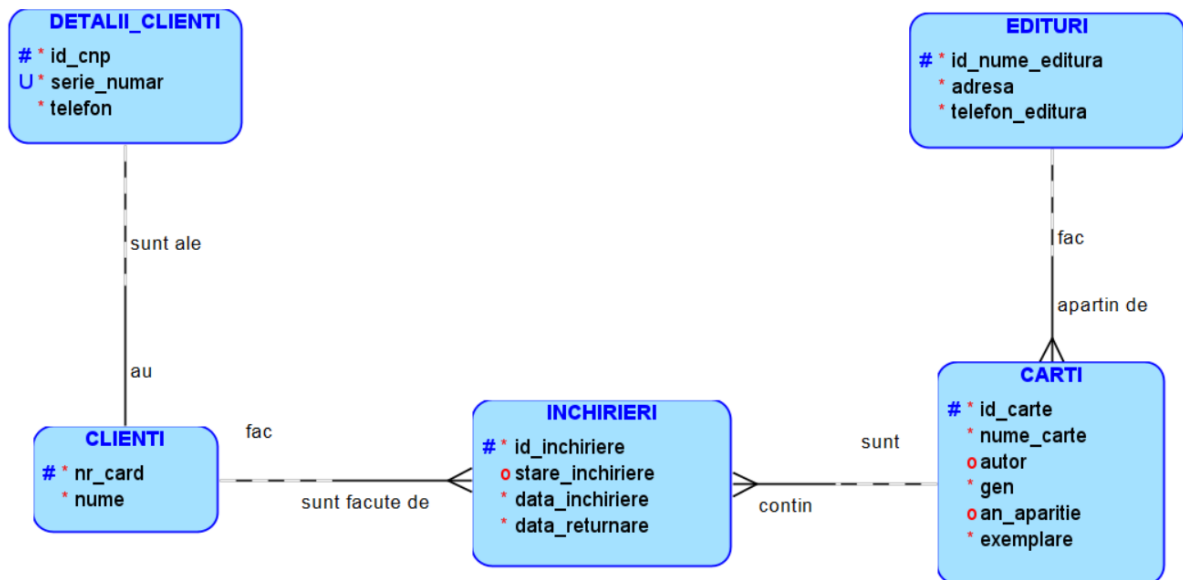 DETALII_CLIENTI
# * id_cnp
U * serie_numar
* telefon
EDITURI
# * id_nume_editura
* adresa
* telefon_editura
sunt ale
fac
apartin de
au
CLIENTI
# * nr_card
* nume
fac
sunt facute de
INCHIRIERI
# * id_inchiriere
o stare_inchiriere
* data_inchiriere
* data_returnare
sunt
contin
CARTI
# * id_carte
* nume_carte
o autor
* gen
o an_aparitie
* exemplare